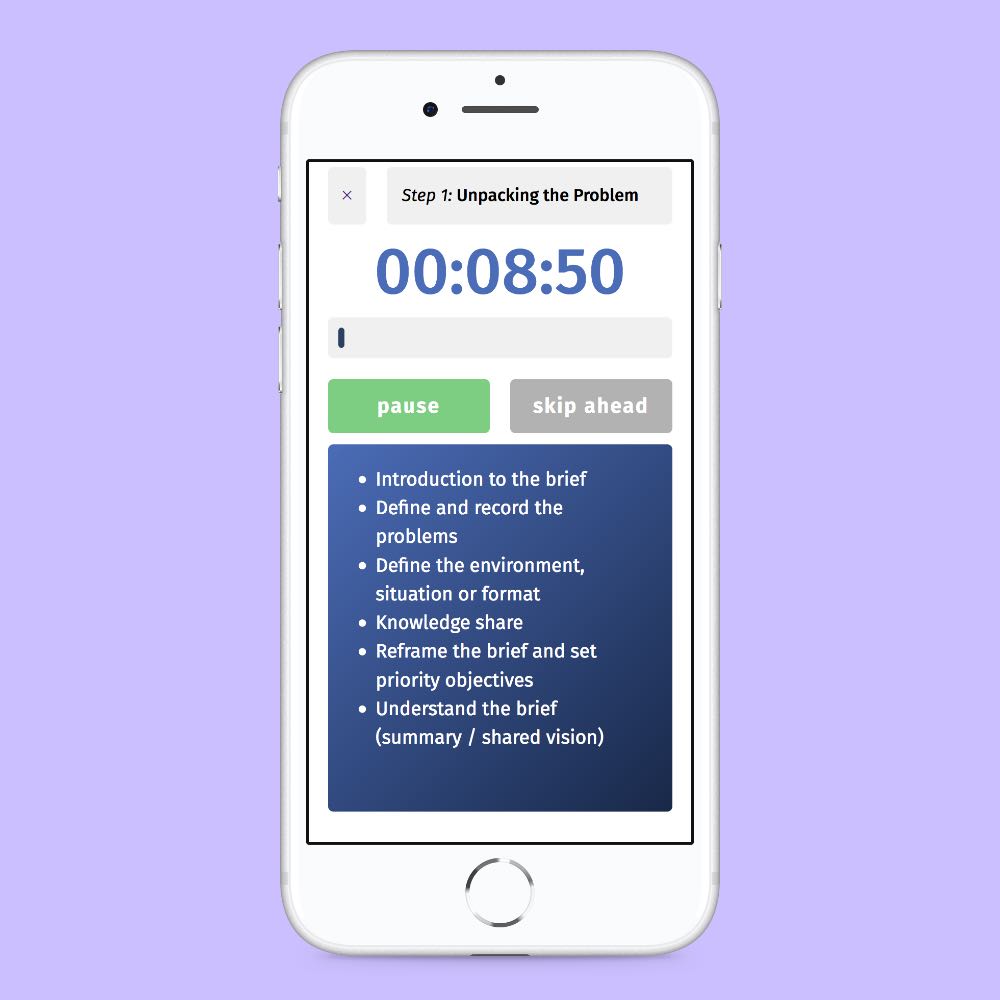 × Step 1: Unpacking the Problem
00:08:50
pause skip ahead
• Introduction to the brief
• Define and record the
problems
• Define the environment,
situation or format
• Knowledge share
• Reframe the brief and set
priority objectives
• Understand the brief
(summary / shared vision)